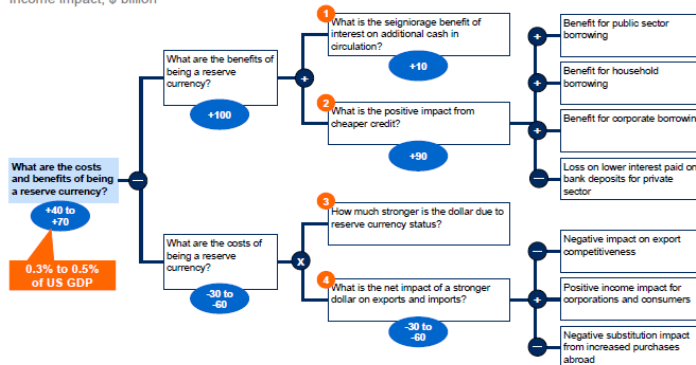 Income impact, $ billion
What are the costs
and benefits of being
a reserve currency?
+40 to
+70
0.3% to 0.5%
of US GDP
What are the benefits of
being a reserve
currency?
+100
What are the costs of
being a reserve
currency?
-30 to
-60
1
What is the seigniorage benefit of
interest on additional cash in
circulation?
+10
2
What is the positive impact from
cheaper credit?
+90
3
How much stronger is the dollar due to
reserve currency status?
4
What is the net impact of a stronger
dollar on exports and imports?
-30 to
-60
Benefit for public sector
borrowing
Benefit for household
borrowing
Benefit for corporate borrowin
Loss on lower interest paid on
bank deposits for private
sector
Negative impact on export
competitiveness
Positive income impact for
corporations and consumers
Negative substitution impact
from increased purchases
abroad